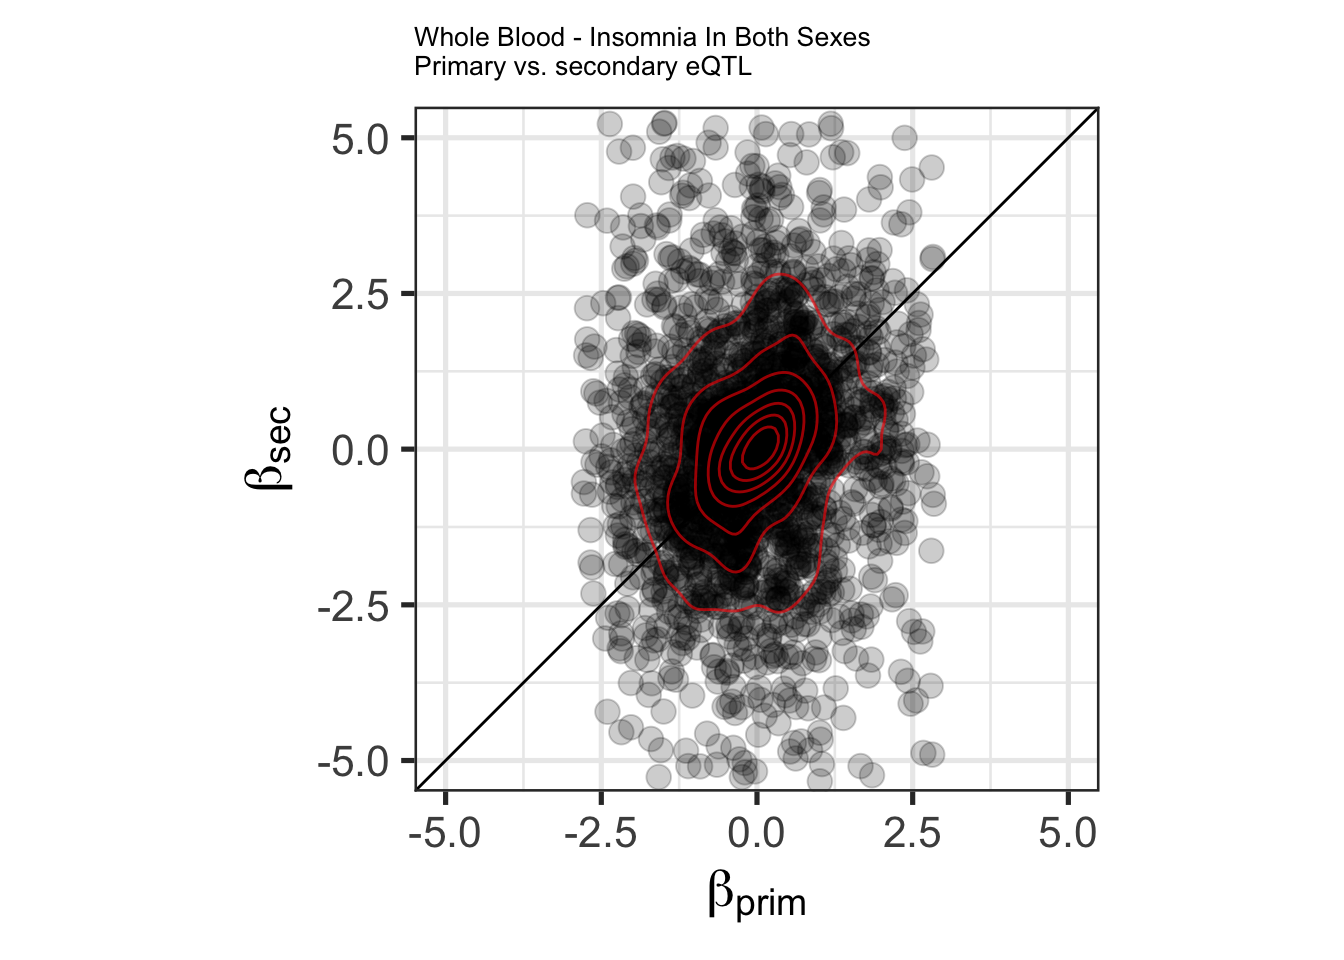 Whole Blood - Insomnia In Both Sexes
Primary vs. secondary eQTL
5.0
2.5
0.0
-2.5
-5.0
βsec
-5.0 -2.5 0.0 2.5 5.0
βprim